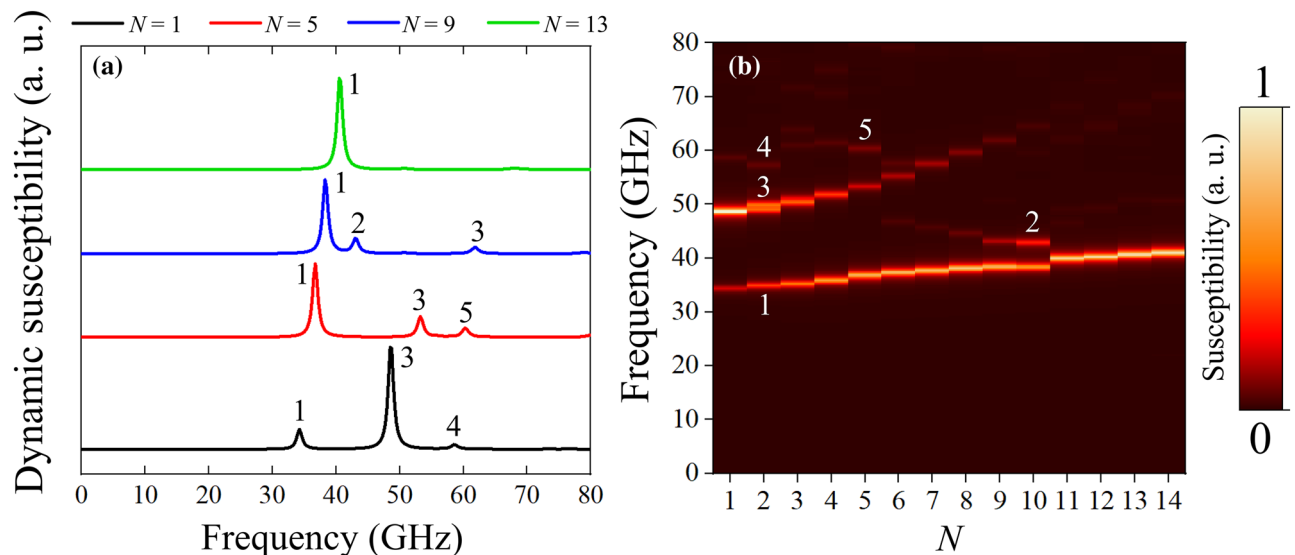 N = 1 N = 5 N = 9 N = 13
(a)
Dynamic susceptibility (a. u.)
1
1
2
3
1
3
5
1
3
4
0 10 20 30 40 50 60 70 80
Frequency (GHz)
(b)
Frequency (GHz)
80
70
60
50
40
30
20
10
0
4
3
5
2
1
1 2 3 4 5 6 7 8 9 10 11 12 13 14
N
Susceptibility (a. u.)
1
0